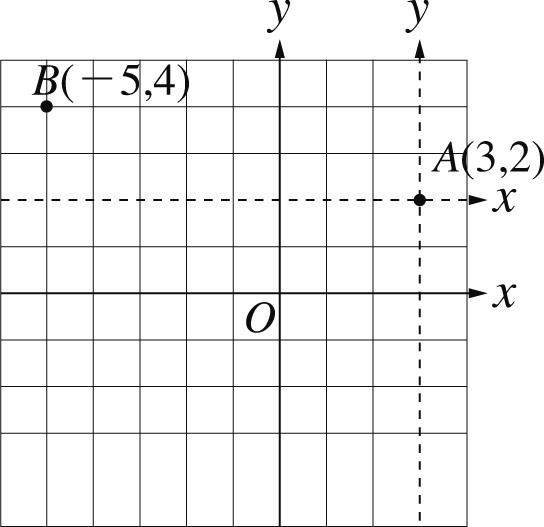 y y
B(−5,4)
A(3,2)
x
x
O